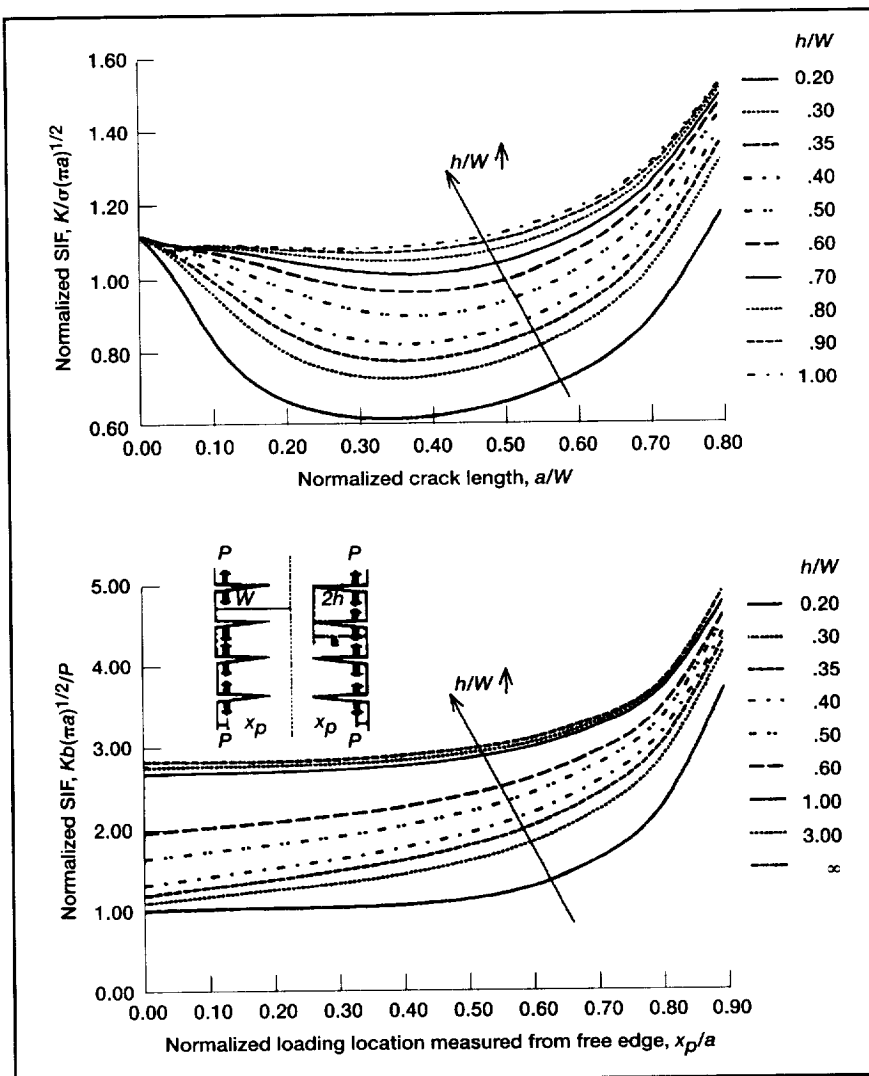 h/W
1.60
0.20
.30
1.40
.35
h/W
.40
1.20
.50
1.00
.60
.70
0.80
.80
.90
0.60
1.00
Normalized SIF, K/σ(πa)1/2
0.00 0.10 0.20 0.30 0.40 0.50 0.60 0.70 0.80
Normalized crack length, a/W
P P
W 2h
a
P xp xp P
h/W
5.00
0.20
.30
4.00
.35
h/W
.40
3.00
.50
.60
2.00
1.00
3.00
1.00
∞
0.00
Normalized SIF, Kb(πa)1/2/P
0.00 0.10 0.20 0.30 0.40 0.50 0.60 0.70 0.80 0.90
Normalized loading location measured from free edge, xp/a